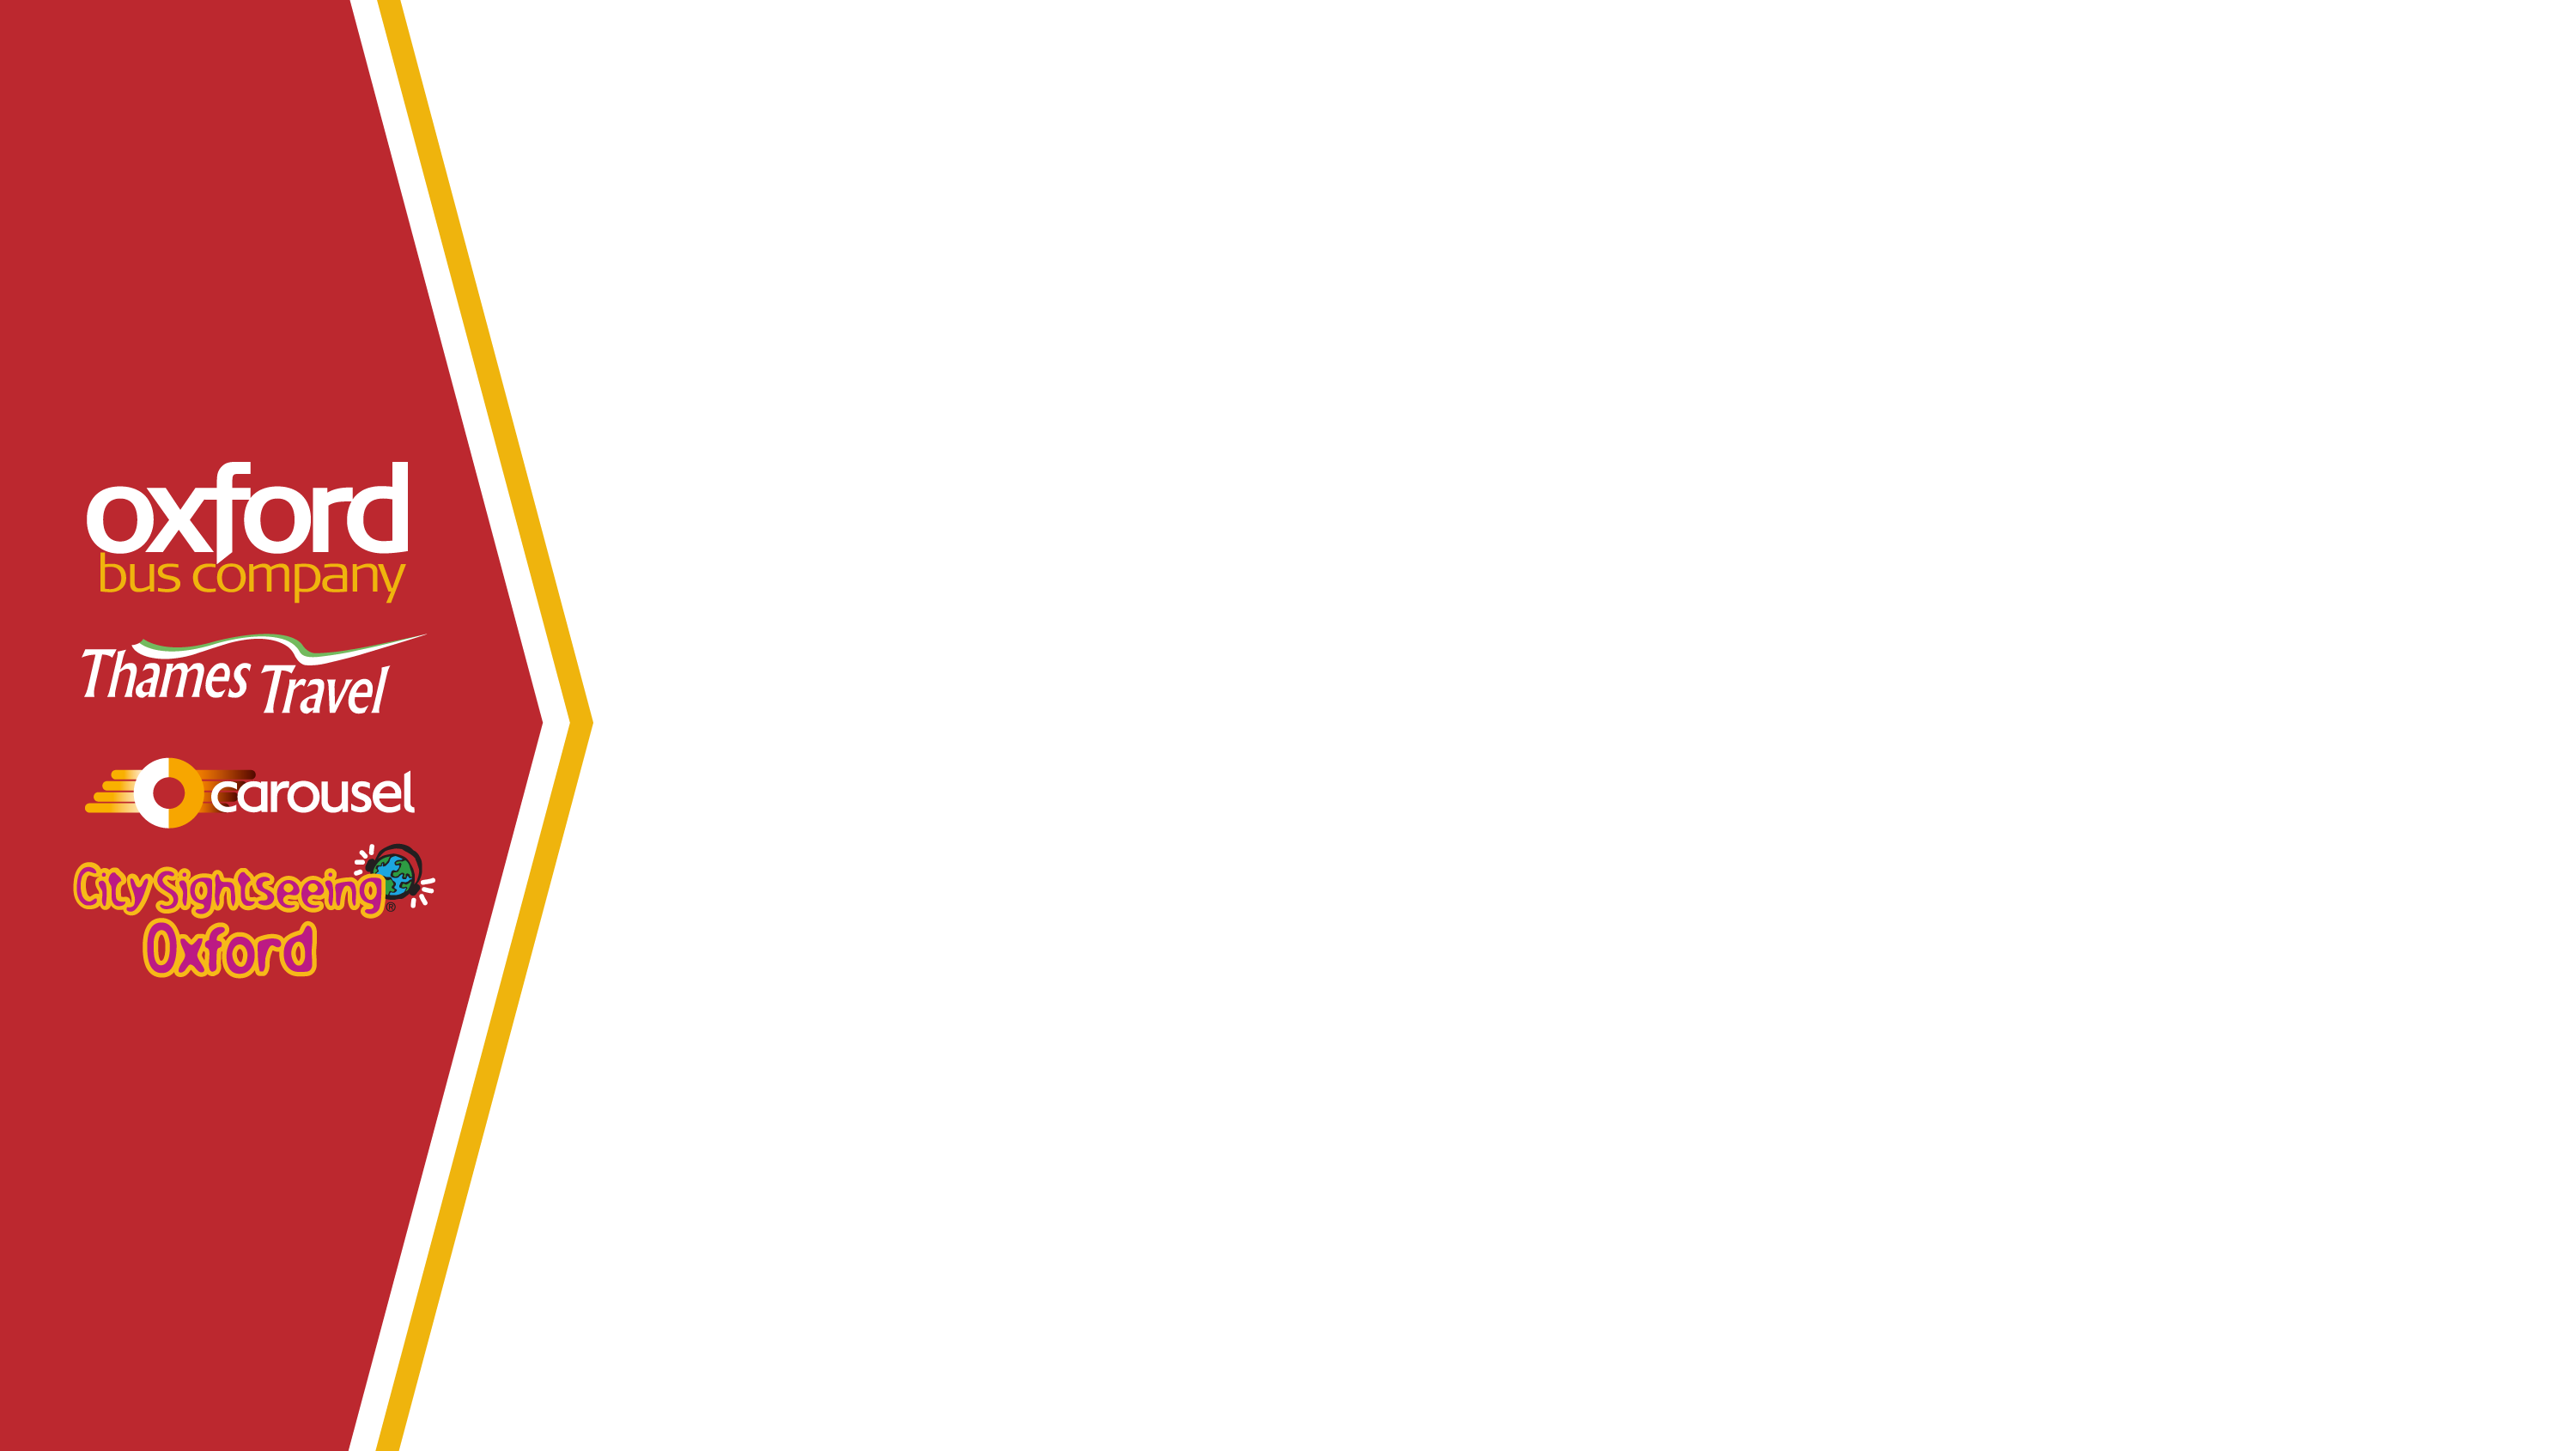 oxford
bus company
Thames Travel
carousel
City Sightseeing
®
Oxford